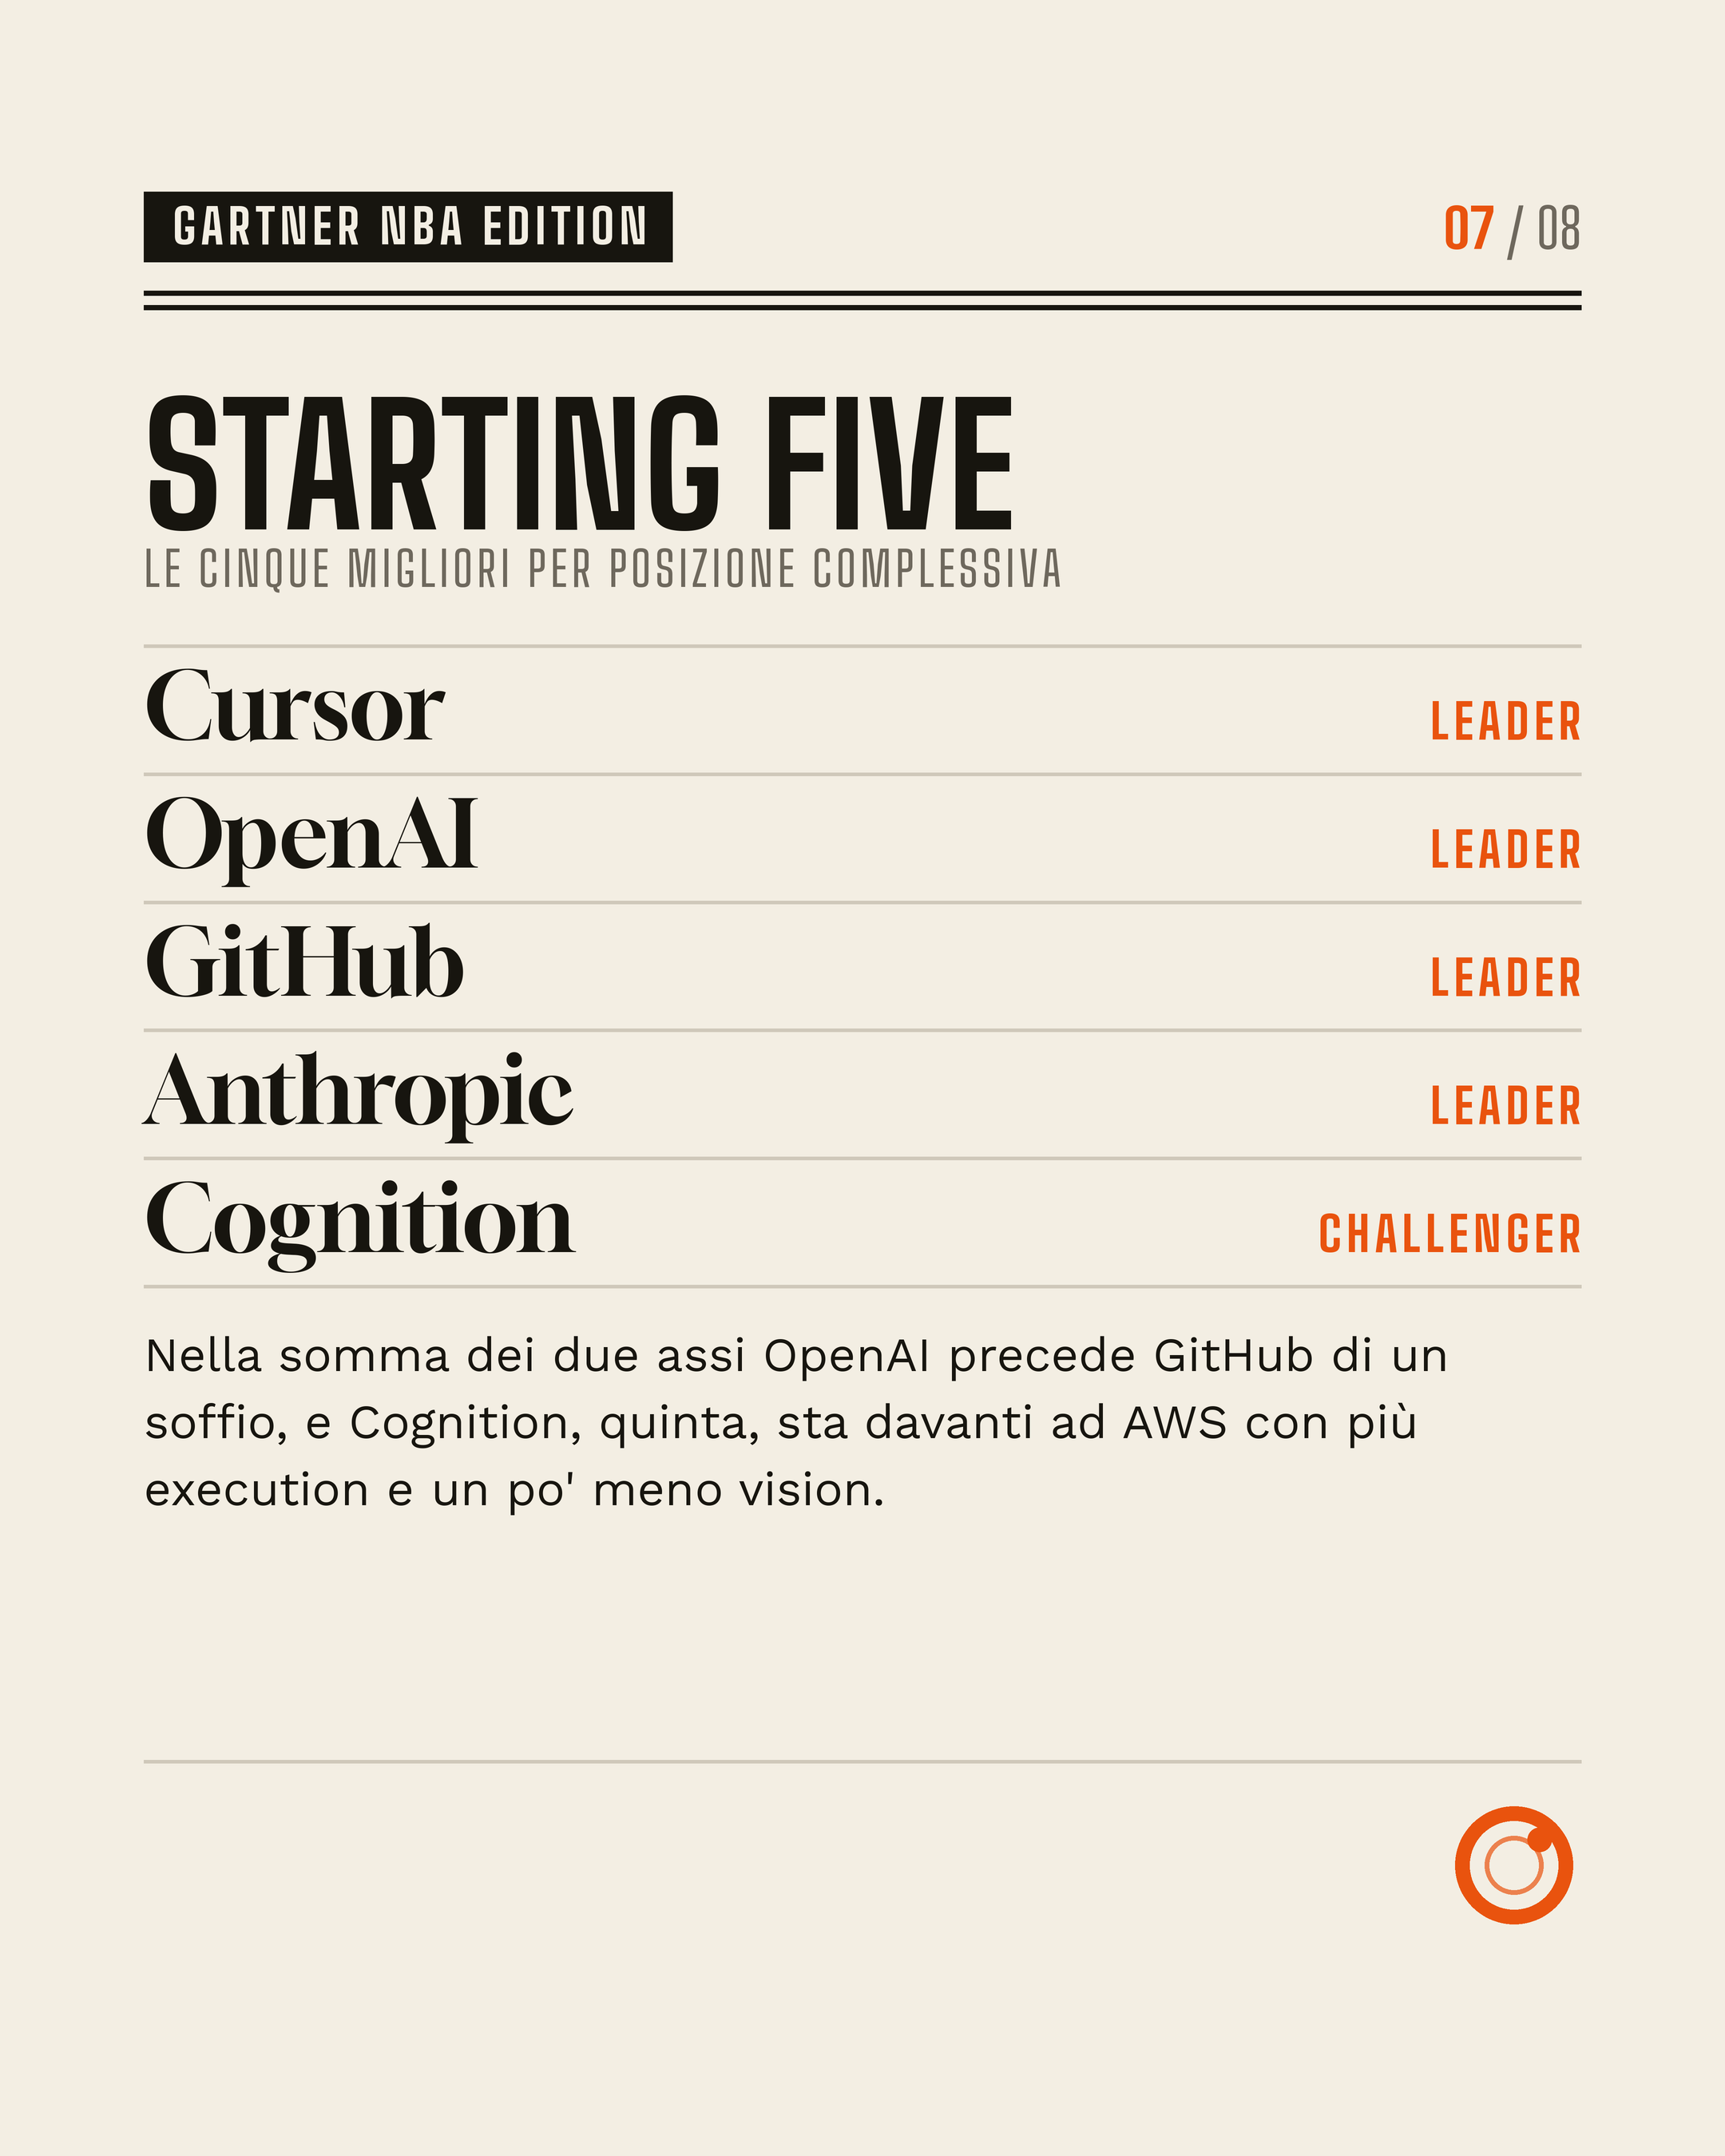 GARTNER NBA EDITION
07 / 08
STARTING FIVE
LE CINQUE MIGLIORI PER POSIZIONE COMPLESSIVA
Cursor LEADER
OpenAI LEADER
GitHub LEADER
Anthropic LEADER
Cognition CHALLENGER
Nella somma dei due assi OpenAI precede GitHub di un
soffio, e Cognition, quinta, sta davanti ad AWS con più
execution e un po' meno vision.